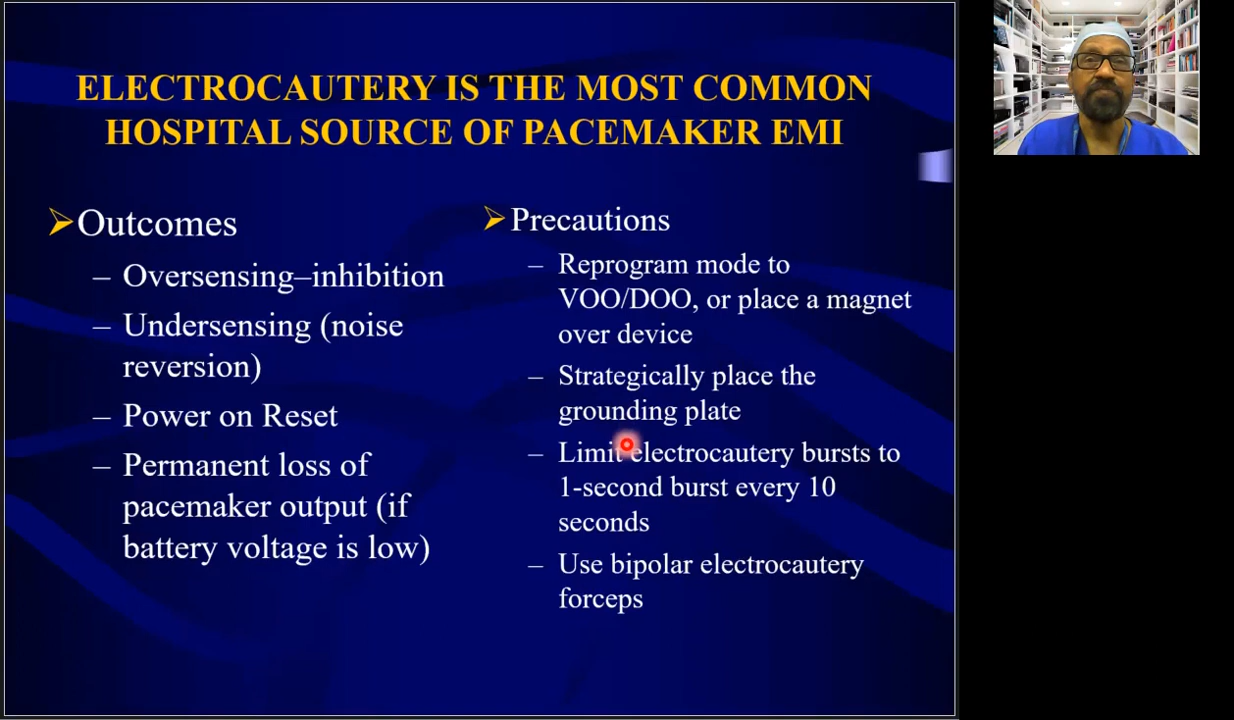 ELECTROCAUTERY IS THE MOST COMMON
HOSPITAL SOURCE OF PACEMAKER EMI
Outcomes
– Oversensing–inhibition
– Undersensing (noise
reversion)
– Power on Reset
– Permanent loss of
pacemaker output (if
battery voltage is low)
Precautions
– Reprogram mode to
VOO/DOO, or place a magnet
over device
– Strategically place the
grounding plate
– Limit electrocautery bursts to
1-second burst every 10
seconds
– Use bipolar electrocautery
forceps